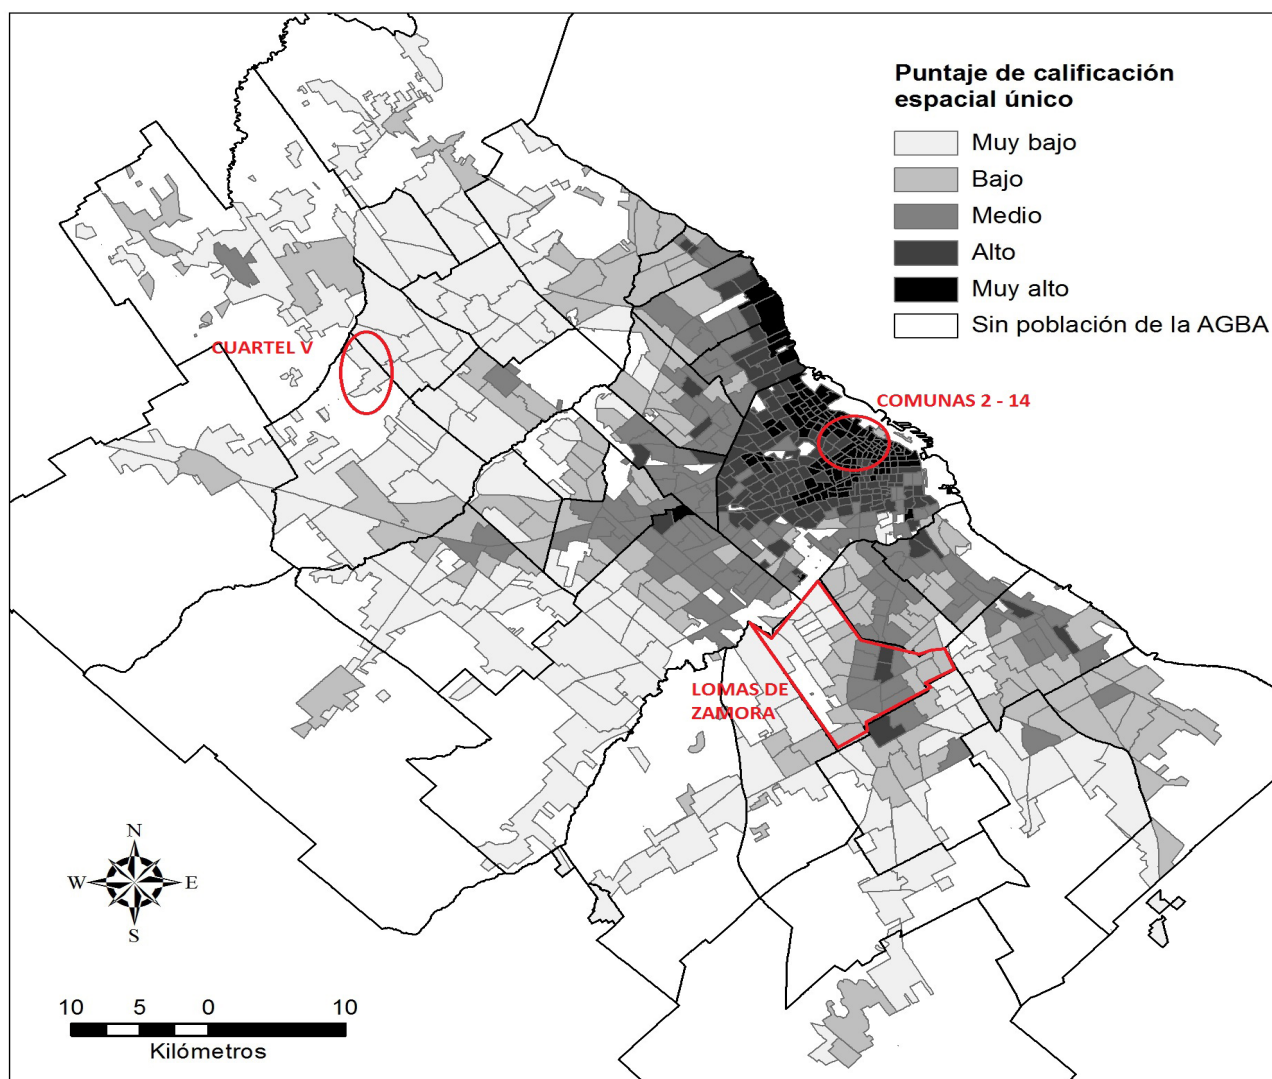 Puntaje de calificación
espacial único
Muy bajo
Bajo
Medio
Alto
Muy alto
Sin población de la AGBA
CUARTEL V
COMUNAS 2 - 14
LOMAS DE
ZAMORA
N
W E
S
10 5 0 10
Kilómetros